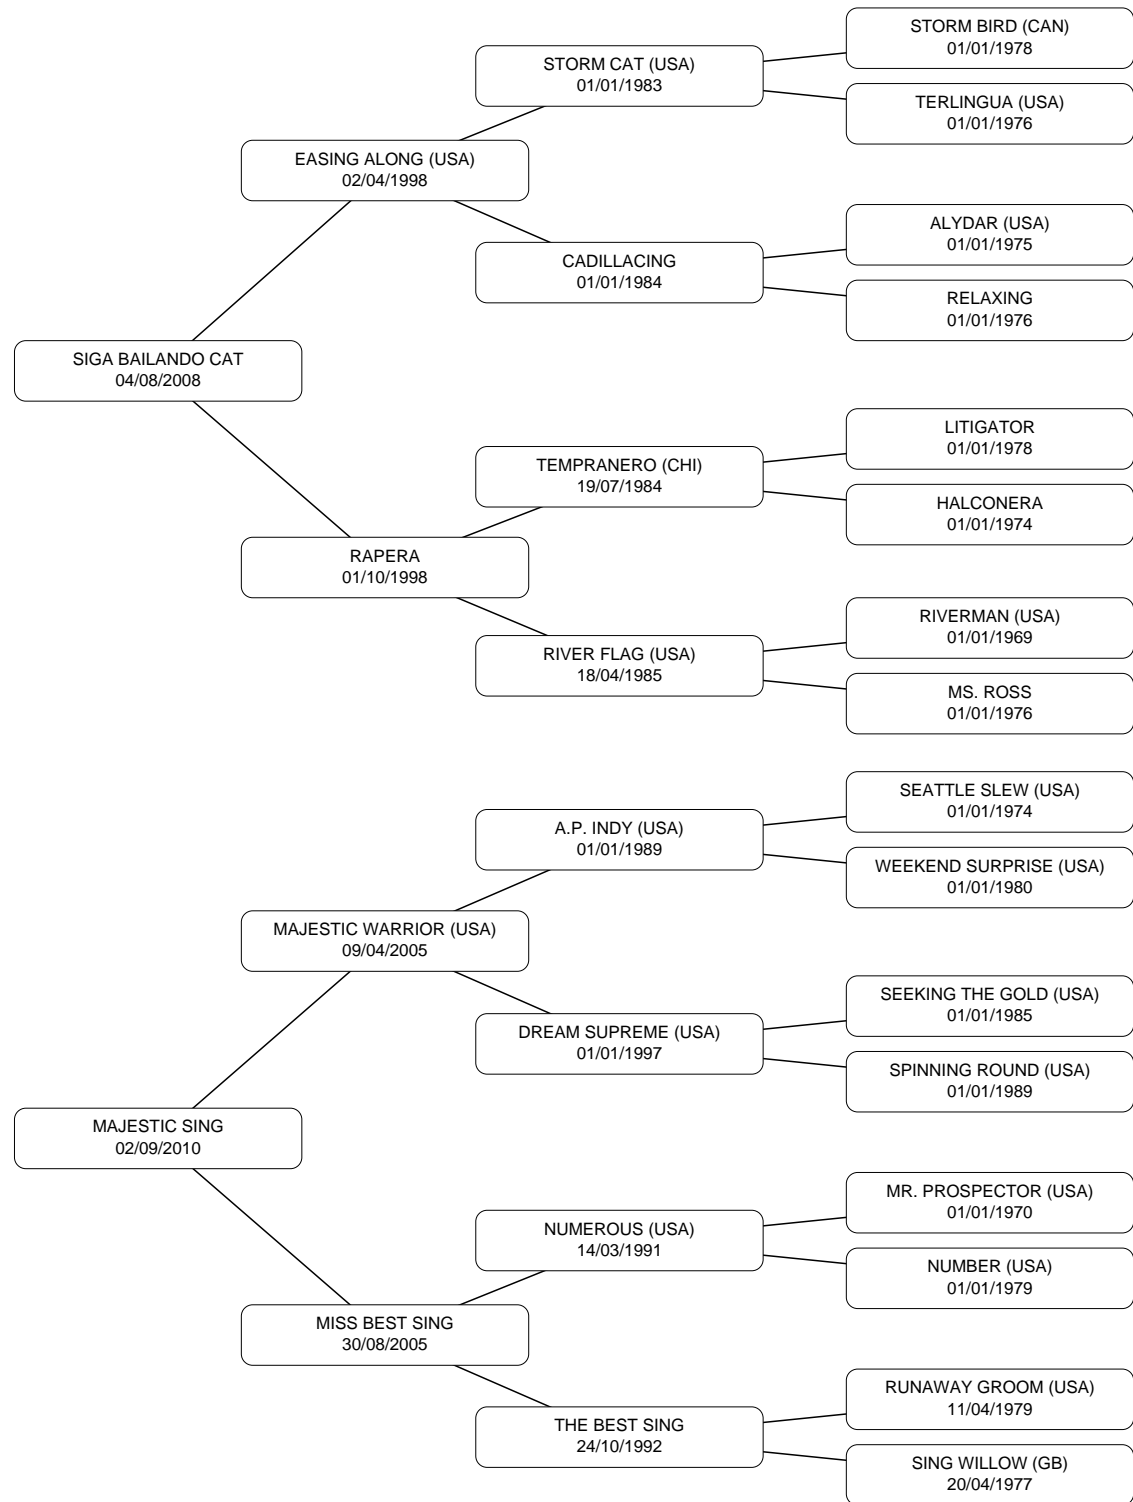 STORM BIRD (CAN)
01/01/1978
STORM CAT (USA)
01/01/1983
TERLINGUA (USA)
01/01/1976
EASING ALONG (USA)
02/04/1998
ALYDAR (USA)
01/01/1975
CADILLACING
01/01/1984
RELAXING
01/01/1976
SIGA BAILANDO CAT
04/08/2008
LITIGATOR
01/01/1978
TEMPRANERO (CHI)
19/07/1984
HALCONERA
01/01/1974
RAPERA
01/10/1998
RIVERMAN (USA)
01/01/1969
RIVER FLAG (USA)
18/04/1985
MS. ROSS
01/01/1976
SEATTLE SLEW (USA)
01/01/1974
A.P. INDY (USA)
01/01/1989
WEEKEND SURPRISE (USA)
01/01/1980
MAJESTIC WARRIOR (USA)
09/04/2005
SEEKING THE GOLD (USA)
01/01/1985
DREAM SUPREME (USA)
01/01/1997
SPINNING ROUND (USA)
01/01/1989
MAJESTIC SING
02/09/2010
MR. PROSPECTOR (USA)
01/01/1970
NUMEROUS (USA)
14/03/1991
NUMBER (USA)
01/01/1979
MISS BEST SING
30/08/2005
RUNAWAY GROOM (USA)
11/04/1979
THE BEST SING
24/10/1992
SING WILLOW (GB)
20/04/1977